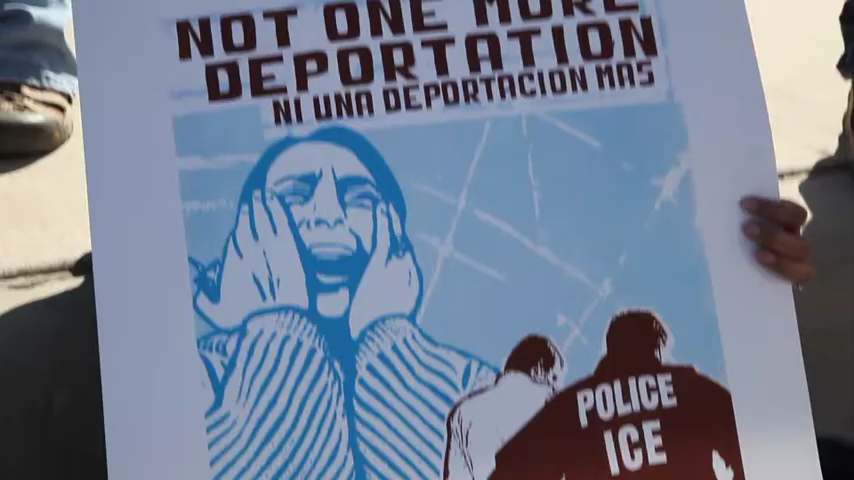 NOT ONE MORE
DEPORTATION
NI UNA DEPORTACION MAS
POLICE
ICE